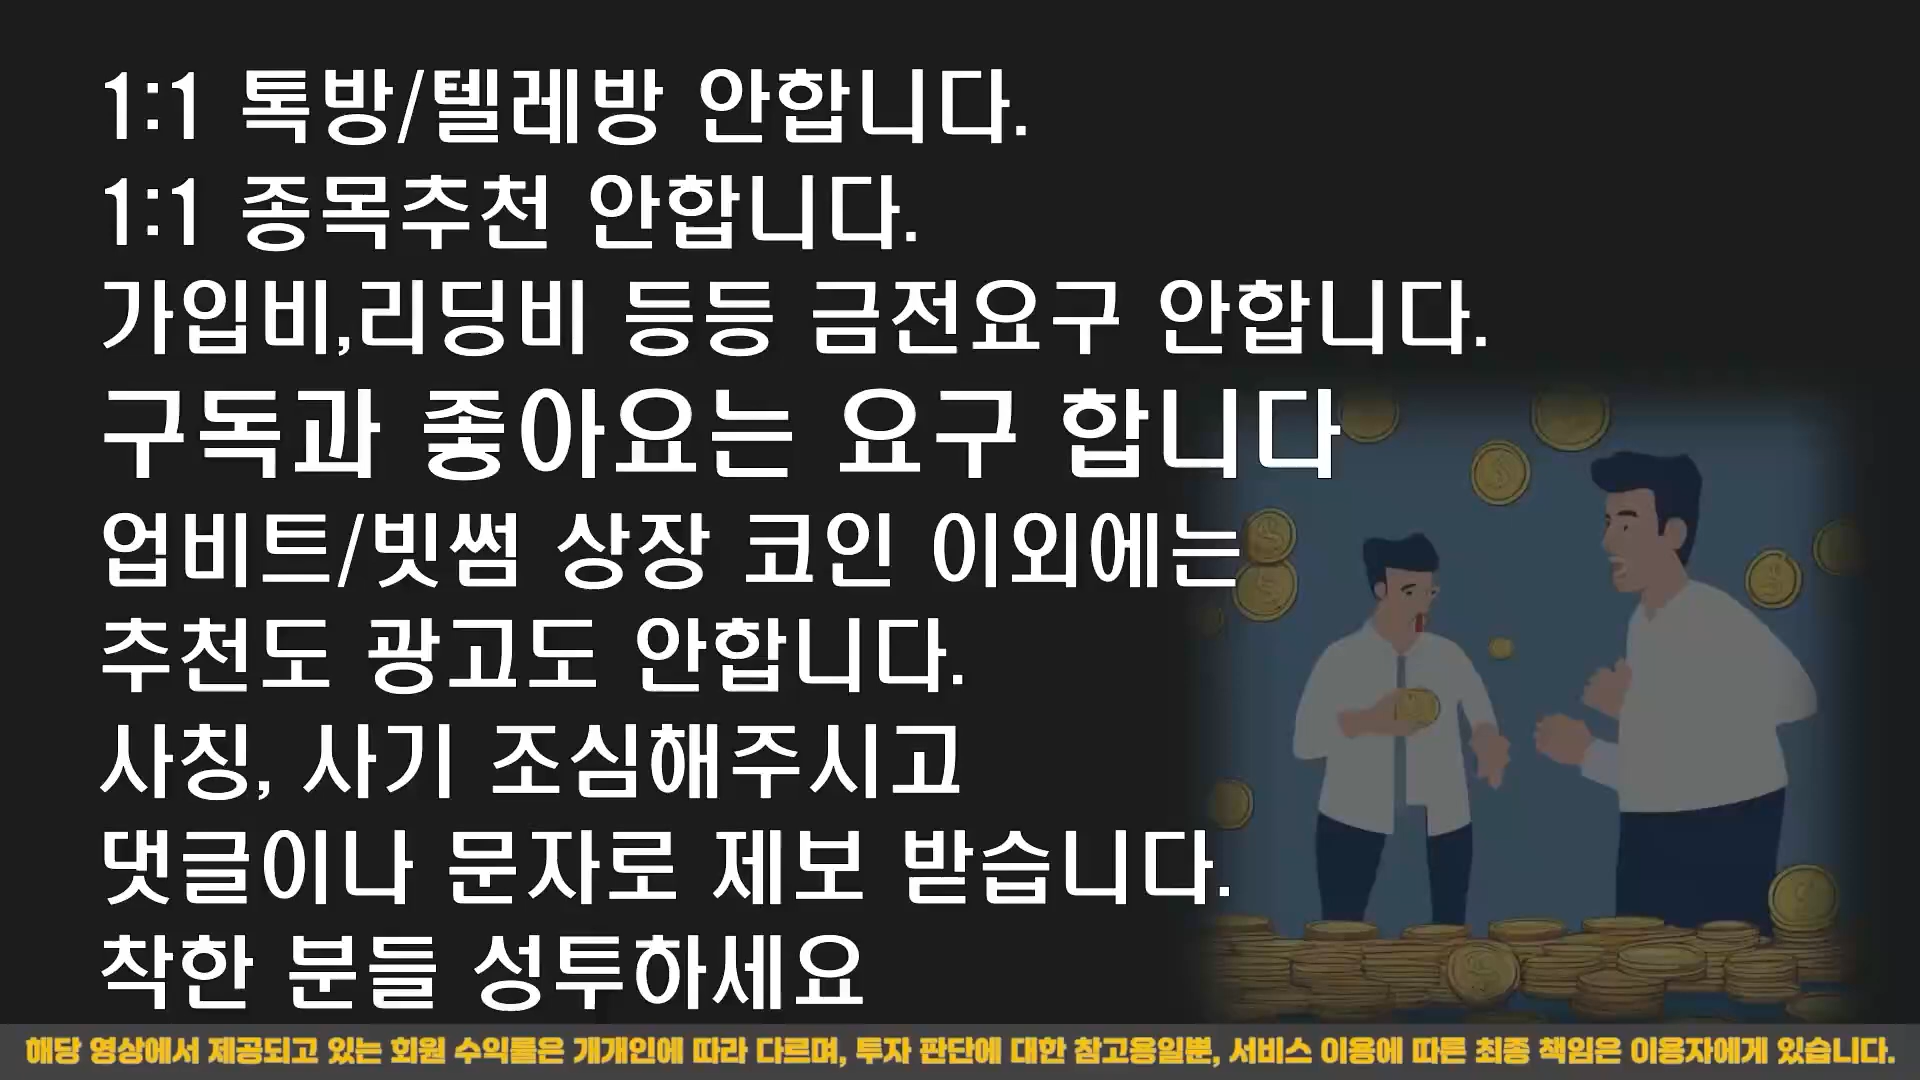 1:1 톡방/텔레방 안합니다.
1:1 종목추천 안합니다.
가입비,리딩비 등등 금전요구 안합니다.
구독과 좋아요는 요구 합니다
업비트/빗썸 상장 코인 이외에는
추천도 광고도 안합니다.
사칭, 사기 조심해주시고
댓글이나 문자로 제보 받습니다.
착한 분들 성투하세요
해당 영상에서 제공되고 있는 회원 수익률은 개개인에 따라 다르며, 투자 판단에 대한 참고용일뿐, 서비스 이용에 따른 최종 책임은 이용자에게 있습니다.